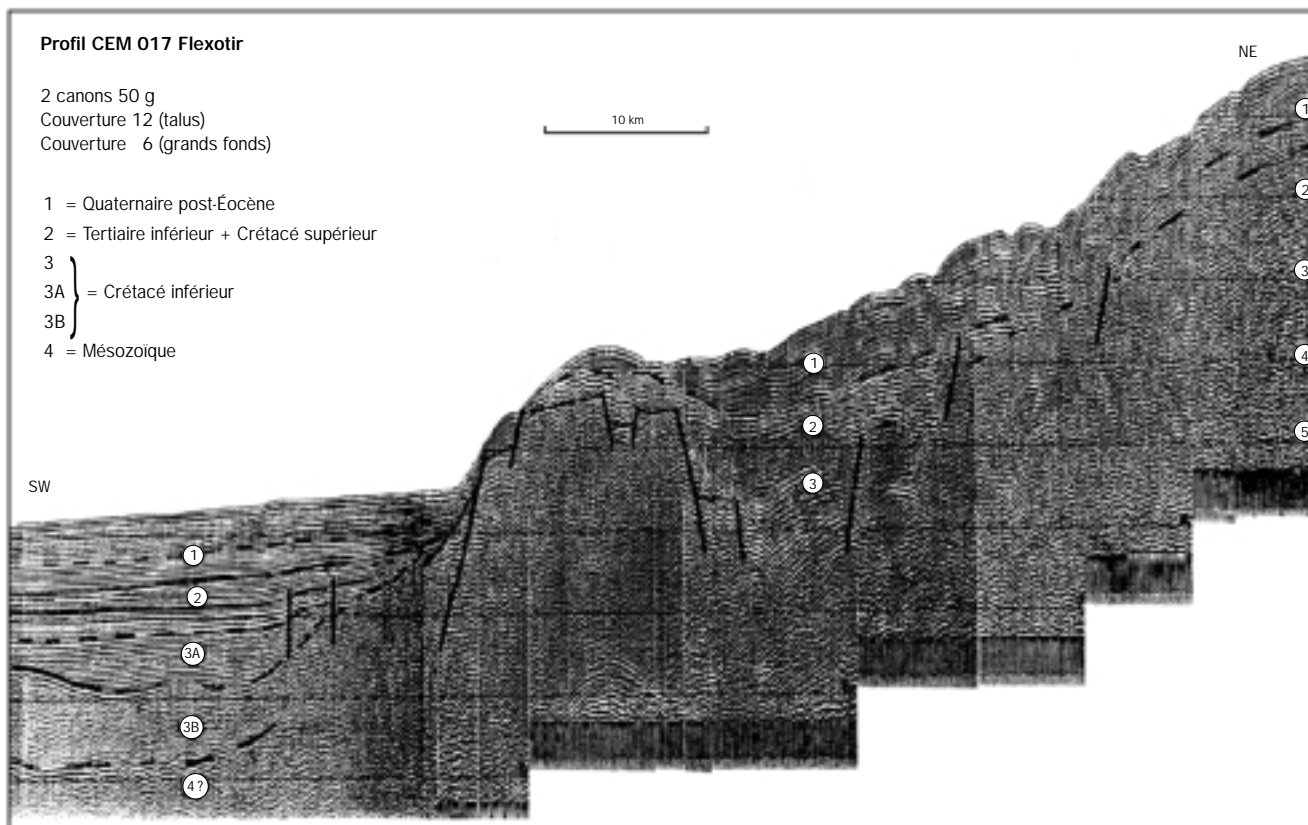 Profil CEM 017 Flexotir
NE
2 canons 50 g
Couverture 12 (talus)
Couverture 6 (grands fonds)
10 km
1 = Quaternaire post-Éocène
2 = Tertiaire inférieur + Crétacé supérieur
3
3A } = Crétacé inférieur
3B
4 = Mésozoïque
SW
1
2
3A
3B
4 ?
1
2
3
1
2
3
4
5